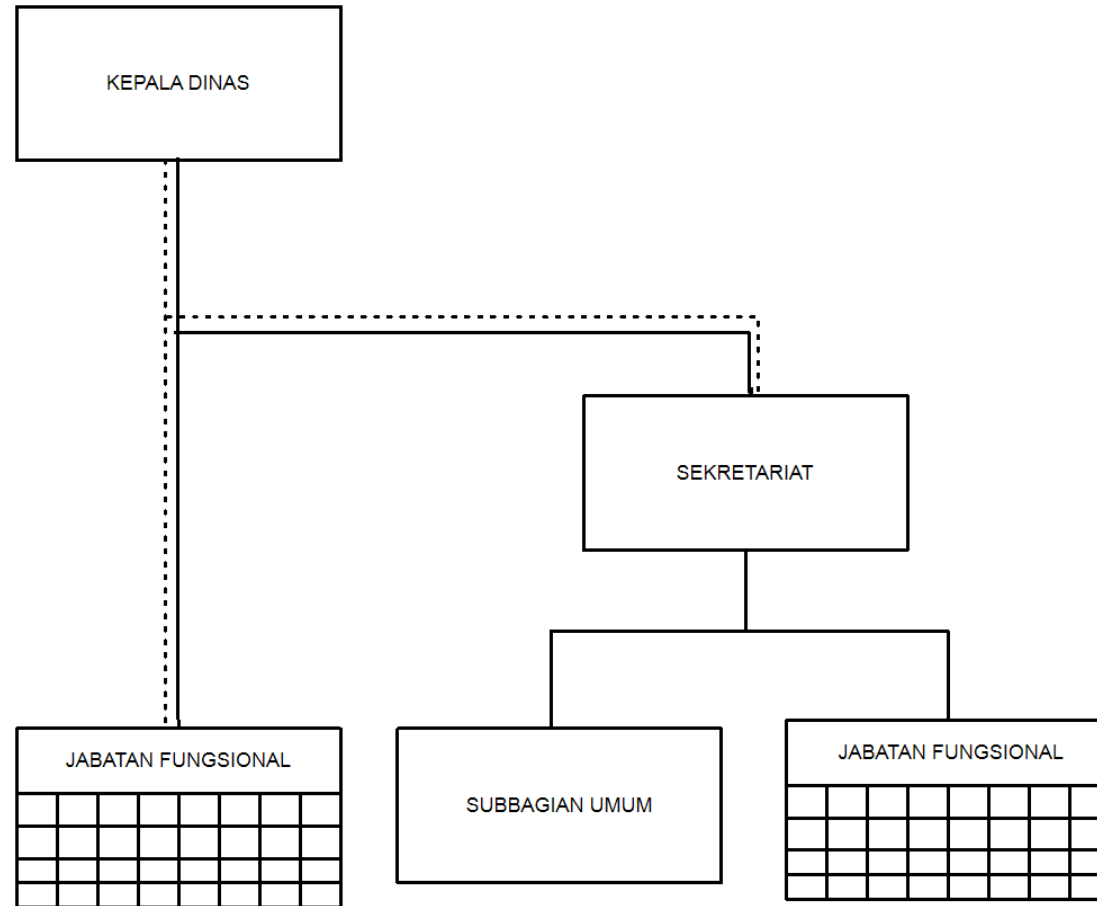 KEPALA DINAS
SEKRETARIAT
JABATAN FUNGSIONAL
SUBBAGIAN UMUM
JABATAN FUNGSIONAL